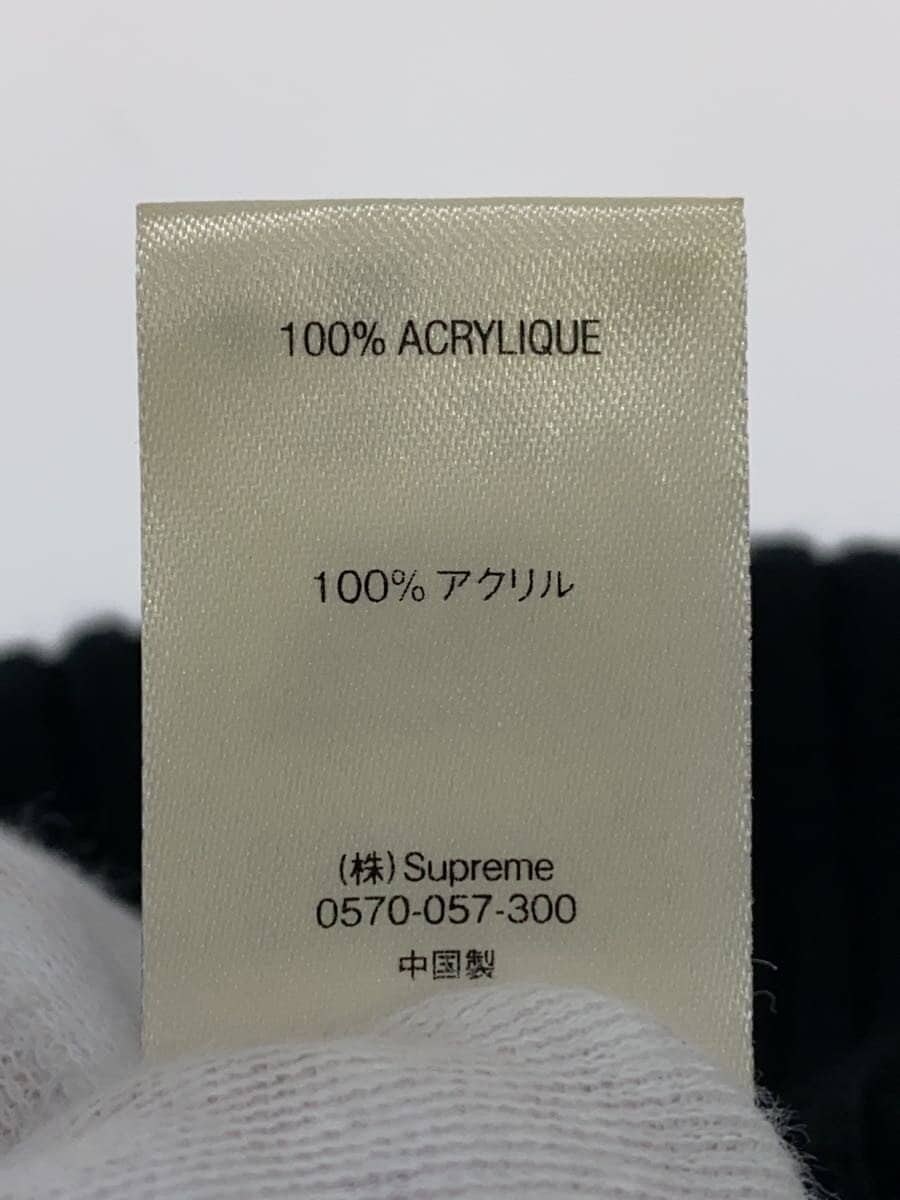 100% ACRYLIQUE
100% アクリル
(株) Supreme
0570-057-300
中国製